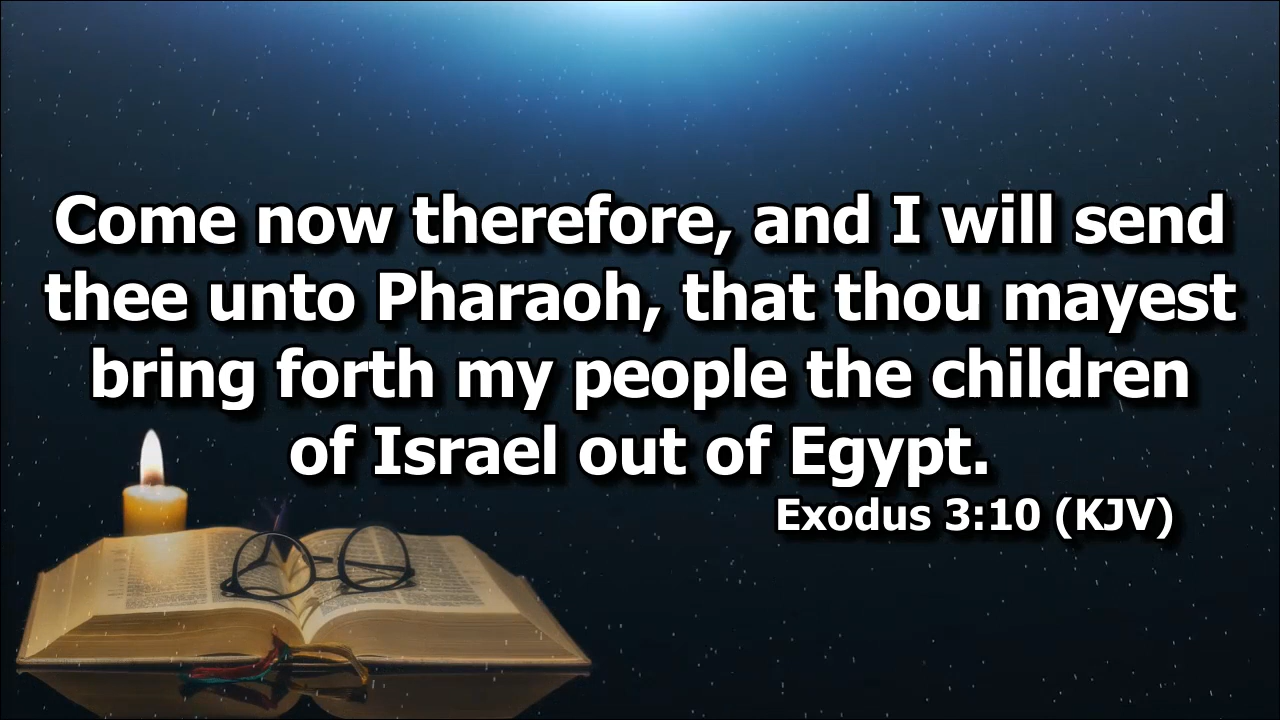 Come now therefore, and I will send
thee unto Pharaoh, that thou mayest
bring forth my people the children
of Israel out of Egypt.
Exodus 3:10 (KJV)